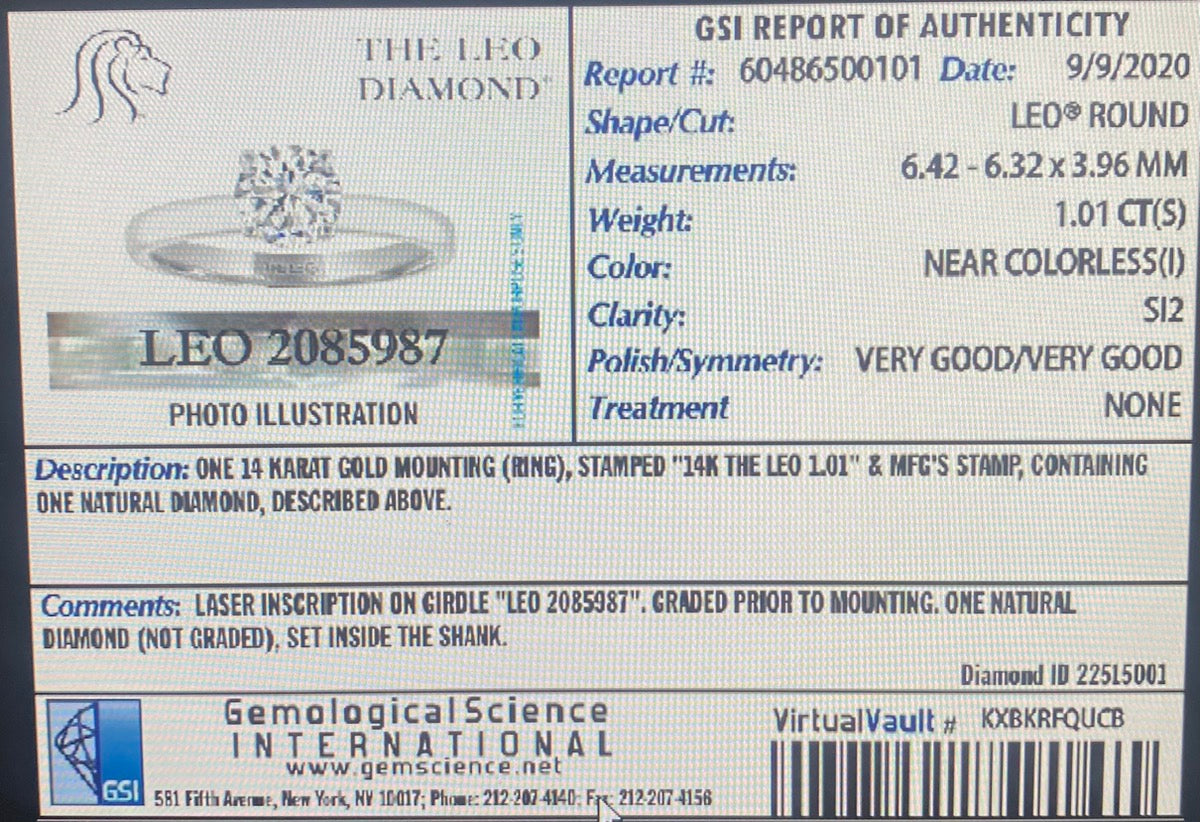 THE LEO
DIAMOND®
LEO 2085987
PHOTO ILLUSTRATION
GSI REPORT OF AUTHENTICITY
Report #: 60486500101 Date: 9/9/2020
Shape/Cut: LEO® ROUND
Measurements: 6.42 - 6.32 x 3.96 MM
Weight: 1.01 CT(S)
Color: NEAR COLORLESS(I)
Clarity: SI2
Polish/Symmetry: VERY GOOD/VERY GOOD
Treatment NONE
Description: ONE 14 KARAT GOLD MOUNTING (RING), STAMPED "14K THE LEO 1.01" & MFG'S STAMP, CONTAINING
ONE NATURAL DIAMOND, DESCRIBED ABOVE.
Comments: LASER INSCRIPTION ON GIRDLE "LEO 2085987". GRADED PRIOR TO MOUNTING. ONE NATURAL
DIAMOND (NOT GRADED), SET INSIDE THE SHANK.
Diamond ID 22515001
GSI
Gemological Science
INTERNATIONAL
www.gemscience.net
581 Fifth Avenue, New York, NY 10017; Phone: 212-207-4140; Fax: 212-207-4156
VirtualVault # KXBKRFQUCB